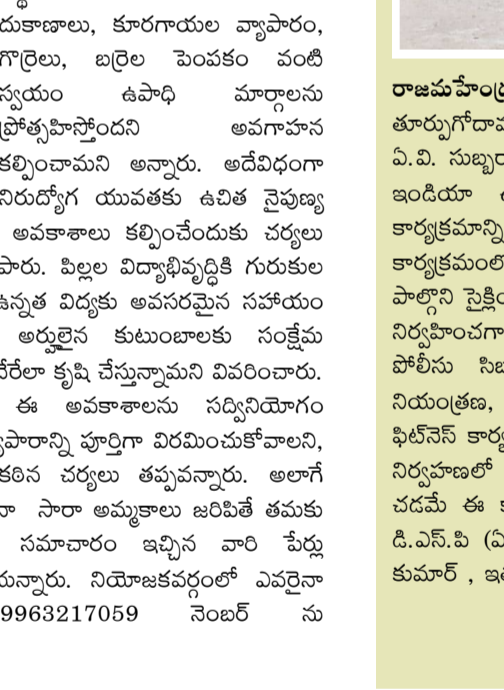 దుకాణాలు, కూరగాయల వ్యాపారం,
గొర్రెలు, బర్రెల పెంపకం వంటి
స్వయం ఉపాధి మార్గాలను
ప్రోత్సహిస్తోందని అవగాహన
కల్పించామని అన్నారు. అదేవిధంగా
నిరుద్యోగ యువతకు ఉచిత నైపుణ్య
అవకాశాలు కల్పించేందుకు చర్యలు
పారు. పిల్లల విద్యాభివృద్ధికి గురుకుల
ఉన్నత విద్యకు అవసరమైన సహాయం
అర్హులైన కుటుంబాలకు సంక్షేమ
చేరేలా కృషి చేస్తున్నామని వివరించారు.
ఈ అవకాశాలను సద్వినియోగం
పారాన్ని పూర్తిగా విరమించుకోవాలని,
కఠిన చర్యలు తప్పవన్నారు. అలాగే
నా సారా అమ్మకాలు జరిపితే తమకు
సమాచారం ఇచ్చిన వారి పేర్లు
నున్నారు. నియోజకవర్గంలో ఎవరైనా
9963217059 నెంబర్ ను
రాజమహేంద్ర
తూర్పుగోదావ
ఏ.వి. సుబ్బర
ఇండియా
కార్యక్రమాన్ని
కార్యక్రమంలో
పాల్గొని సైక్లిం
నిర్వహించగా
పోలీసు సిబ
నియంత్రణ,
ఫిట్‌నెస్ కార్య
నిర్వహణలో
చడమే ఈ క
డి.ఎస్.పి (ఏ
కుమార్ , ఇత